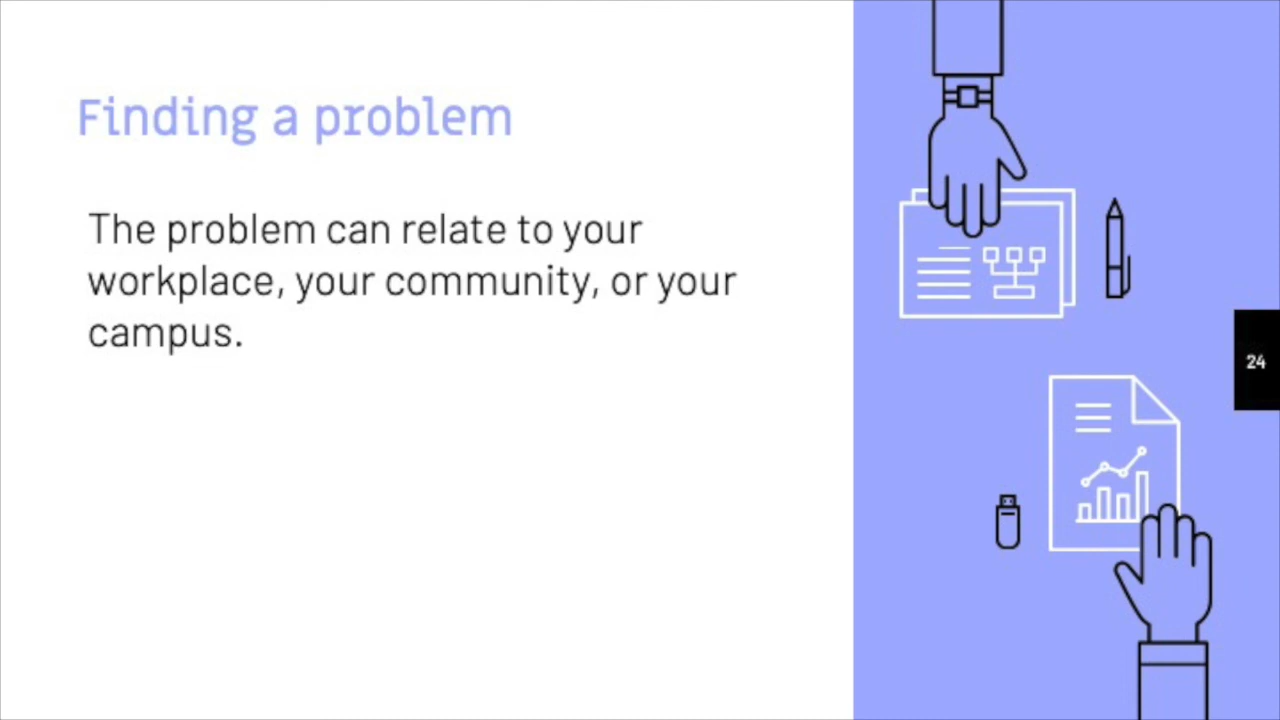 Finding a problem
The problem can relate to your
workplace, your community, or your
campus.
24